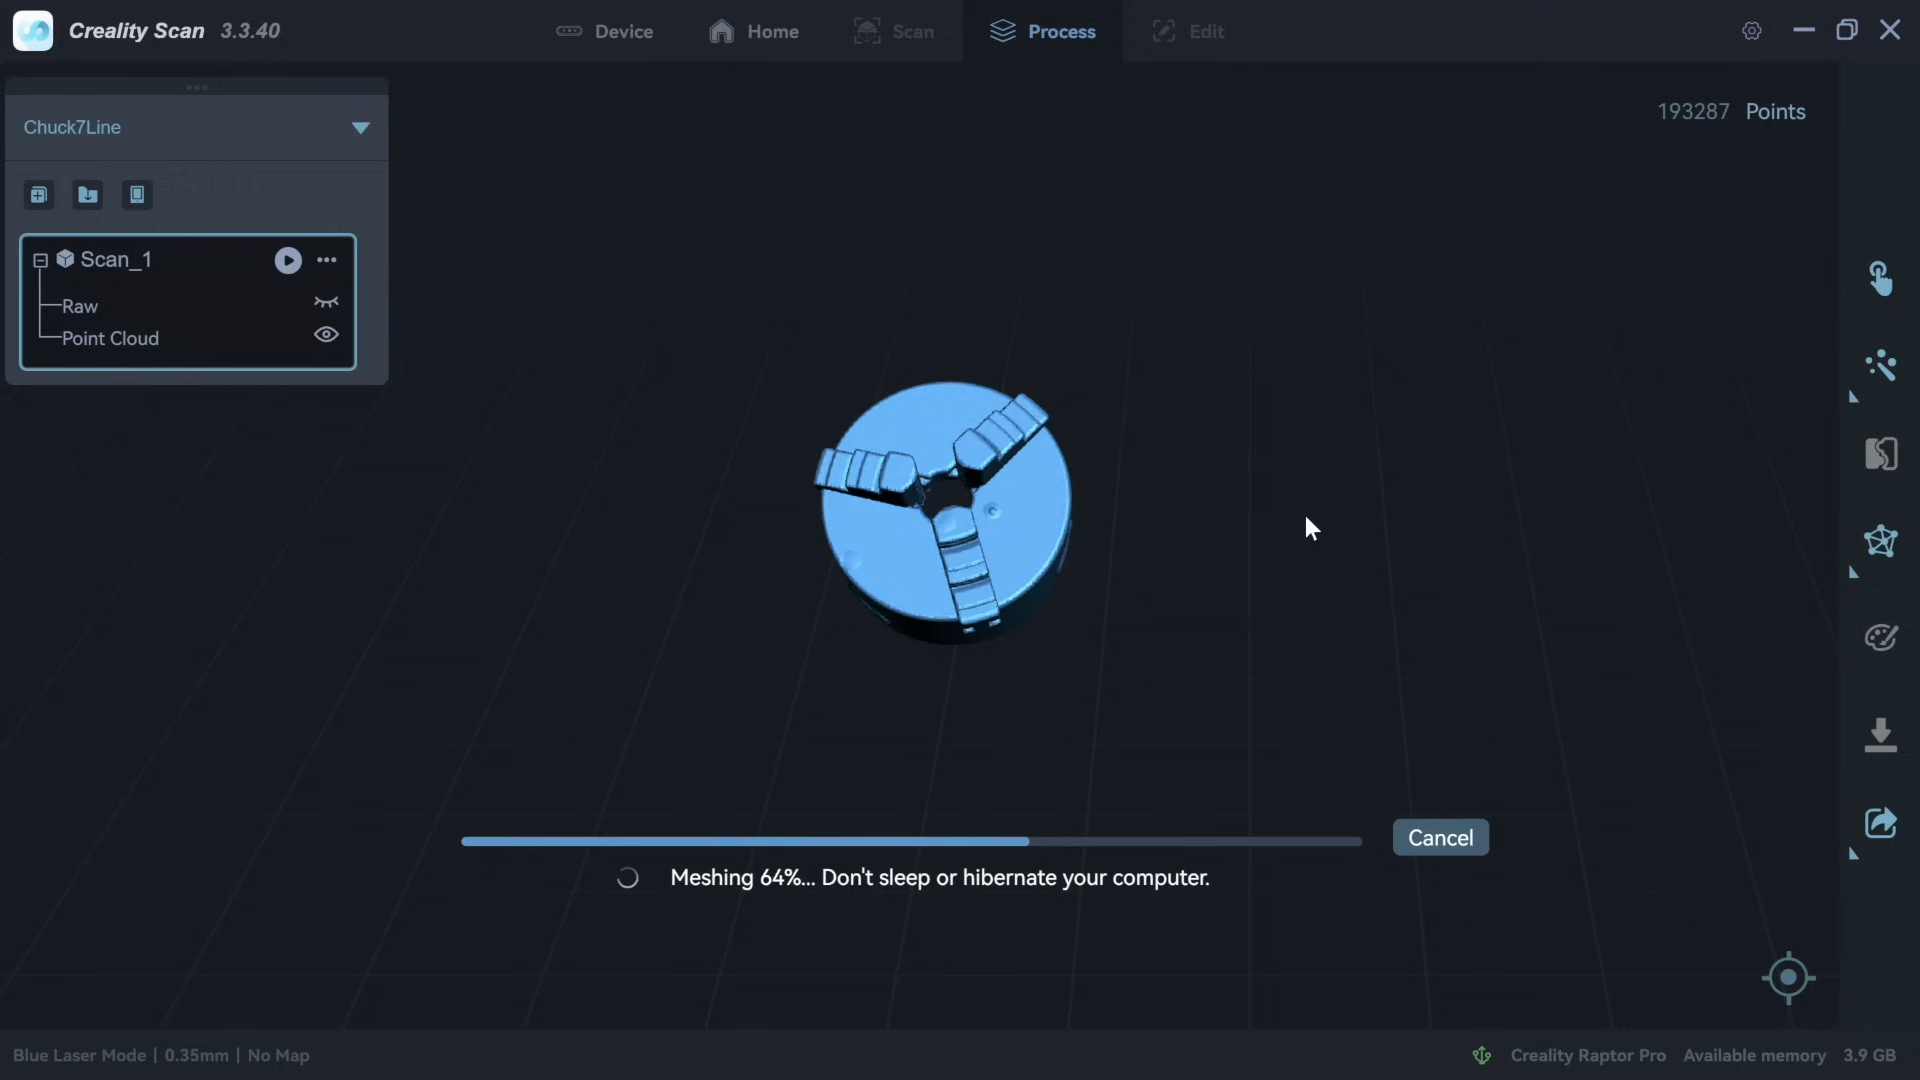 Creality Scan 3.3.40
Device
Home
Scan
Process
Edit
Chuck7Line
193287 Points
Scan_1
Raw
Point Cloud
Cancel
Meshing 64%... Don't sleep or hibernate your computer.
Blue Laser Mode | 0.35mm | No Map
Creality Raptor Pro Available memory 3.9 GB